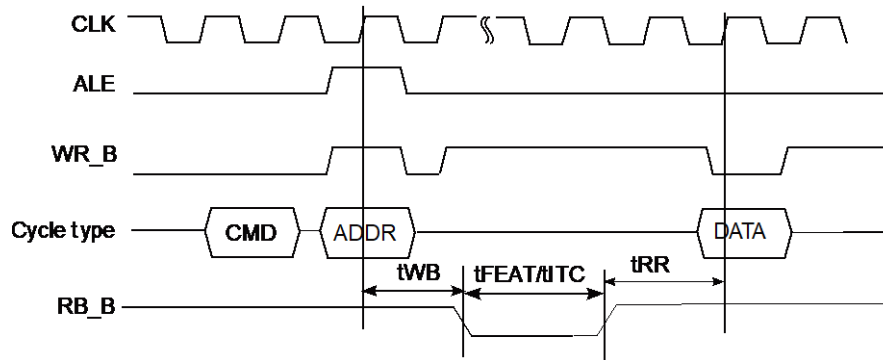 CLK
ALE
WR_B
Cycle type CMD ADDR DATA
tWB tFEAT/tITC tRR
RB_B